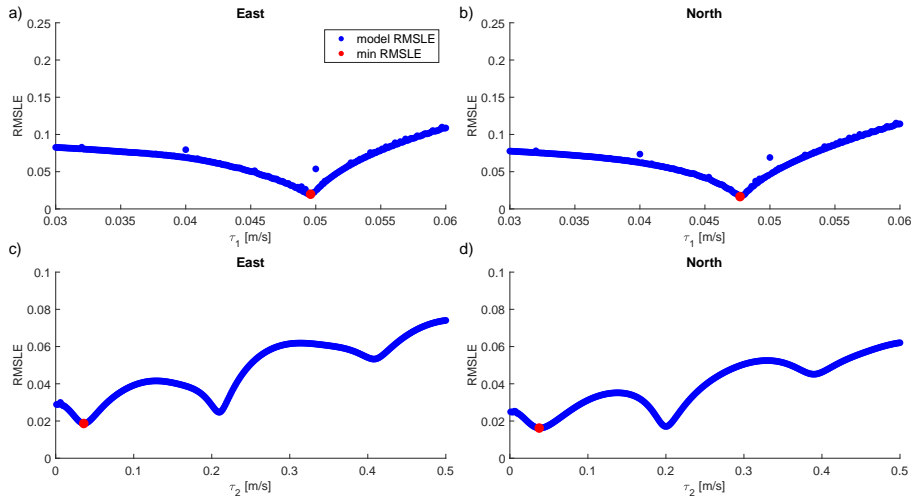 a)
East
0.25
0.2
0.15
0.1
0.05
0
RMSLE
0.03
0.035
0.04
0.045
0.05
0.055
0.06
τ1 [m/s]
model RMSLE
min RMSLE
b)
North
0.25
0.2
0.15
0.1
0.05
0
RMSLE
0.03
0.035
0.04
0.045
0.05
0.055
0.06
τ1 [m/s]
c)
East
0.1
0.08
0.06
0.04
0.02
0
RMSLE
0
0.1
0.2
0.3
0.4
0.5
τ2 [m/s]
d)
North
0.1
0.08
0.06
0.04
0.02
0
RMSLE
0
0.1
0.2
0.3
0.4
0.5
τ2 [m/s]